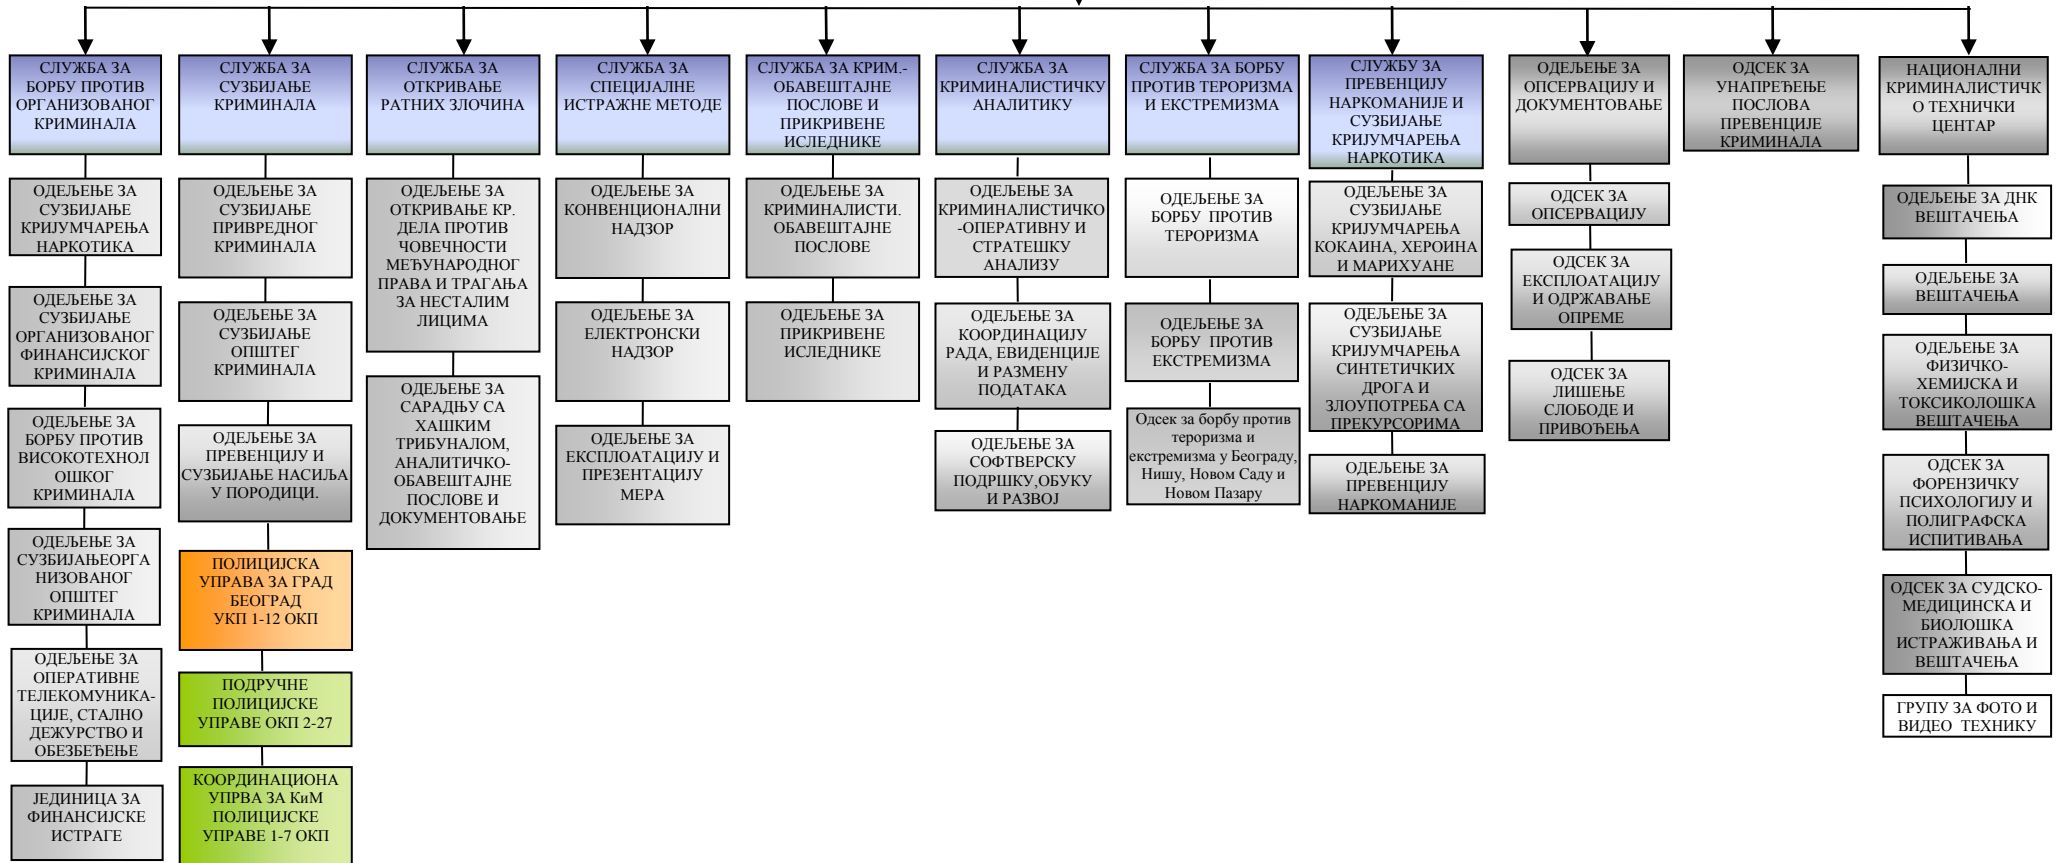 СЛУЖБА ЗА
БОРБУ ПРОТИВ
ОРГАНИЗОВАНОГ
КРИМИНАЛА
ОДЕЉЕЊЕ ЗА
СУЗБИЈАЊЕ
КРИЈУМЧАРЕЊА
НАРКОТИКА
ОДЕЉЕЊЕ ЗА
СУЗБИЈАЊЕ
ОРГАНИЗОВАНОГ
ФИНАНСИЈСКОГ
КРИМИНАЛА
ОДЕЉЕЊЕ ЗА
БОРБУ ПРОТИВ
ВИСОКОТЕХНОЛ
ОШКОГ
КРИМИНАЛА
ОДЕЉЕЊЕ ЗА
СУЗБИЈАЊЕОРГА
НИЗОВАНОГ
ОПШТЕГ
КРИМИНАЛА
ОДЕЉЕЊЕ ЗА
ОПЕРАТИВНЕ
ТЕЛЕКОМУНИКА-
ЦИЈЕ, СТАЛНО
ДЕЖУРСТВО И
ОБЕЗБЕЂЕЊЕ
ЈЕДИНИЦА ЗА
ФИНАНСИЈСКЕ
ИСТРАГЕ
СЛУЖБА ЗА
СУЗБИЈАЊЕ
КРИМИНАЛА
ОДЕЉЕЊЕ ЗА
СУЗБИЈАЊЕ
ПРИВРЕДНОГ
КРИМИНАЛА
ОДЕЉЕЊЕ ЗА
СУЗБИЈАЊЕ
ОПШТЕГ
КРИМИНАЛА
ОДЕЉЕЊЕ ЗА
ПРЕВЕНЦИЈУ И
СУЗБИЈАЊЕ НАСИЉА
У ПОРОДИЦИ.
ПОЛИЦИЈСКА
УПРАВА ЗА ГРАД
БЕОГРАД
УКП 1-12 ОКП
ПОДРУЧНЕ
ПОЛИЦИЈСКЕ
УПРАВЕ ОКП 2-27
КООРДИНАЦИОНА
УПРВА ЗА КиМ
ПОЛИЦИЈСКЕ
УПРАВЕ 1-7 ОКП
СЛУЖБА ЗА
ОТКРИВАЊЕ
РАТНИХ ЗЛОЧИНА
ОДЕЉЕЊЕ ЗА
ОТКРИВАЊЕ КР.
ДЕЛА ПРОТИВ
ЧОВЕЧНОСТИ
МЕЂУНАРОДНОГ
ПРАВА И ТРАГАЊА
ЗА НЕСТАЛИМ
ЛИЦИМА
ОДЕЉЕЊЕ ЗА
САРАДЊУ СА
ХАШКИМ
ТРИБУНАЛОМ,
АНАЛИТИЧКО-
ОБАВЕШТАЈНЕ
ПОСЛОВЕ И
ДОКУМЕНТОВАЊЕ
СЛУЖБА ЗА
СПЕЦИЈАЛНЕ
ИСТРАЖНЕ МЕТОДЕ
ОДЕЉЕЊЕ ЗА
КОНВЕНЦИОНАЛНИ
НАДЗОР
ОДЕЉЕЊЕ ЗА
ЕЛЕКТРОНСКИ
НАДЗОР
ОДЕЉЕЊЕ ЗА
ЕКСПЛОАТАЦИЈУ И
ПРЕЗЕНТАЦИЈУ
МЕРА
СЛУЖБА ЗА КРИМ.-
ОБАВЕШТАЈНЕ
ПОСЛОВЕ И
ПРИКРИВЕНЕ
ИСЛЕДНИКЕ
ОДЕЉЕЊЕ ЗА
КРИМИНАЛИСТИ.
ОБАВЕШТАЈНЕ
ПОСЛОВЕ
ОДЕЉЕЊЕ ЗА
ПРИКРИВЕНЕ
ИСЛЕДНИКЕ
СЛУЖБА ЗА
КРИМИНАЛИСТИЧКУ
АНАЛИТИКУ
ОДЕЉЕЊЕ ЗА
КРИМИНАЛИСТИЧКО
-ОПЕРАТИВНУ И
СТРАТЕШКУ
АНАЛИЗУ
ОДЕЉЕЊЕ ЗА
КООРДИНАЦИЈУ
РАДА, ЕВИДЕНЦИЈЕ
И РАЗМЕНУ
ПОДАТАКА
ОДЕЉЕЊЕ ЗА
СОФТВЕРСКУ
ПОДРШКУ,ОБУКУ
И РАЗВОЈ
СЛУЖБА ЗА БОРБУ
ПРОТИВ ТЕРОРИЗМА
И ЕКСТРЕМИЗМА
ОДЕЉЕЊЕ ЗА
БОРБУ ПРОТИВ
ТЕРОРИЗМА
ОДЕЉЕЊЕ ЗА
БОРБУ ПРОТИВ
ЕКСТРЕМИЗМА
Одсек за борбу против
тероризма и
екстремизма у Београду,
Нишу, Новом Саду и
Новом Пазару
СЛУЖБУ ЗА
ПРЕВЕНЦИЈУ
НАРКОМАНИЈЕ И
СУЗБИЈАЊЕ
КРИЈУМЧАРЕЊА
НАРКОТИКА
ОДЕЉЕЊЕ ЗА
СУЗБИЈАЊЕ
КРИЈУМЧАРЕЊА
КОКАИНА, ХЕРОИНА
И МАРИХУАНЕ
ОДЕЉЕЊЕ ЗА
СУЗБИЈАЊЕ
КРИЈУМЧАРЕЊА
СИНТЕТИЧКИХ
ДРОГА И
ЗЛОУПОТРЕБА СА
ПРЕКУРСОРИМА
ОДЕЉЕЊЕ ЗА
ПРЕВЕНЦИЈУ
НАРКОМАНИЈЕ
ОДЕЉЕЊЕ ЗА
ОПСЕРВАЦИЈУ И
ДОКУМЕНТОВАЊЕ
ОДСЕК ЗА
ОПСЕРВАЦИЈУ
ОДСЕК ЗА
ЕКСПЛОАТАЦИЈУ
И ОДРЖАВАЊЕ
ОПРЕМЕ
ОДСЕК ЗА
ЛИШЕЊЕ
СЛОБОДЕ И
ПРИВОЂЕЊА
ОДСЕК ЗА
УНАПРЕЂЕЊЕ
ПОСЛОВА
ПРЕВЕНЦИЈЕ
КРИМИНАЛА
НАЦИОНАЛНИ
КРИМИНАЛИСТИЧК
О ТЕХНИЧКИ
ЦЕНТАР
ОДЕЉЕЊЕ ЗА ДНК
ВЕШТАЧЕЊА
ОДЕЉЕЊЕ ЗА
ВЕШТАЧЕЊА
ОДЕЉЕЊЕ ЗА
ФИЗИЧКО-
ХЕМИЈСКА И
ТОКСИКОЛОШКА
ВЕШТАЧЕЊА
ОДСЕК ЗА
ФОРЕНЗИЧКУ
ПСИХОЛОГИЈУ И
ПОЛИГРАФСКА
ИСПИТИВАЊА
ОДСЕК ЗА СУДСКО-
МЕДИЦИНСКА И
БИОЛОШКА
ИСТРАЖИВАЊА И
ВЕШТАЧЕЊА
ГРУПУ ЗА ФОТО И
ВИДЕО ТЕХНИКУ